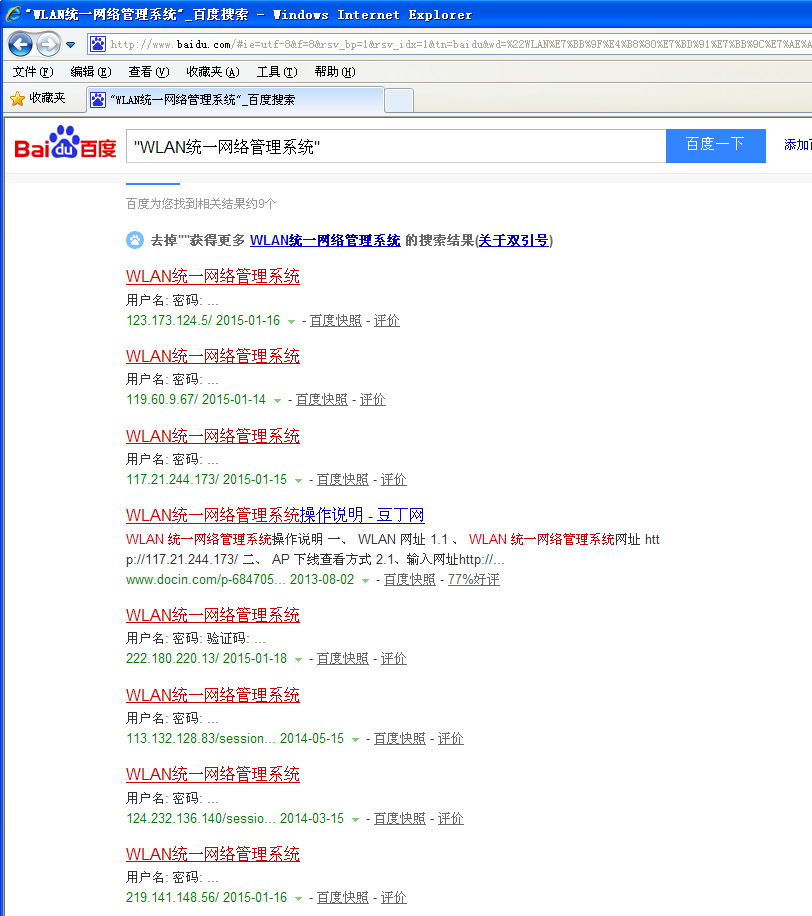 "WLAN统一网络管理系统"_百度搜索 - Windows Internet Explorer
http://www.baidu.com/#ie=utf-8&f=8&rsv_bp=1&rsv_idx=1&tn=baidu&wd=%22WLAN%E7%BB%9F%E4%B8%80%E7%BD%91%E7%BB%9C%E7%AE%A
文件(F) 编辑(E) 查看(V) 收藏夹(A) 工具(T) 帮助(H)
收藏夹 "WLAN统一网络管理系统"_百度搜索
Bai du 百度 "WLAN统一网络管理系统" 百度一下 添加百
百度为您找到相关结果约9个
去掉""获得更多 WLAN统一网络管理系统 的搜索结果(关于双引号)
WLAN统一网络管理系统
用户名: 密码: ...
123.173.124.5/ 2015-01-16 - 百度快照 - 评价
WLAN统一网络管理系统
用户名: 密码: ...
119.60.9.67/ 2015-01-14 - 百度快照 - 评价
WLAN统一网络管理系统
用户名: 密码: ...
117.21.244.173/ 2015-01-15 - 百度快照 - 评价
WLAN统一网络管理系统操作说明 - 豆丁网
WLAN 统一网络管理系统操作说明 一、 WLAN 网址 1.1 、 WLAN 统一网络管理系统网址 htt
p://117.21.244.173/ 二、 AP 下线查看方式 2.1、输入网址http://...
www.docin.com/p-684705... 2013-08-02 - 百度快照 - 77%好评
WLAN统一网络管理系统
用户名: 密码: 验证码: ...
222.180.220.13/ 2015-01-18 - 百度快照 - 评价
WLAN统一网络管理系统
用户名: 密码: ...
113.132.128.83/session... 2014-05-15 - 百度快照 - 评价
WLAN统一网络管理系统
用户名: 密码: ...
124.232.136.140/sessio... 2014-03-15 - 百度快照 - 评价
WLAN统一网络管理系统
用户名: 密码: ...
219.141.148.56/ 2015-01-16 - 百度快照 - 评价